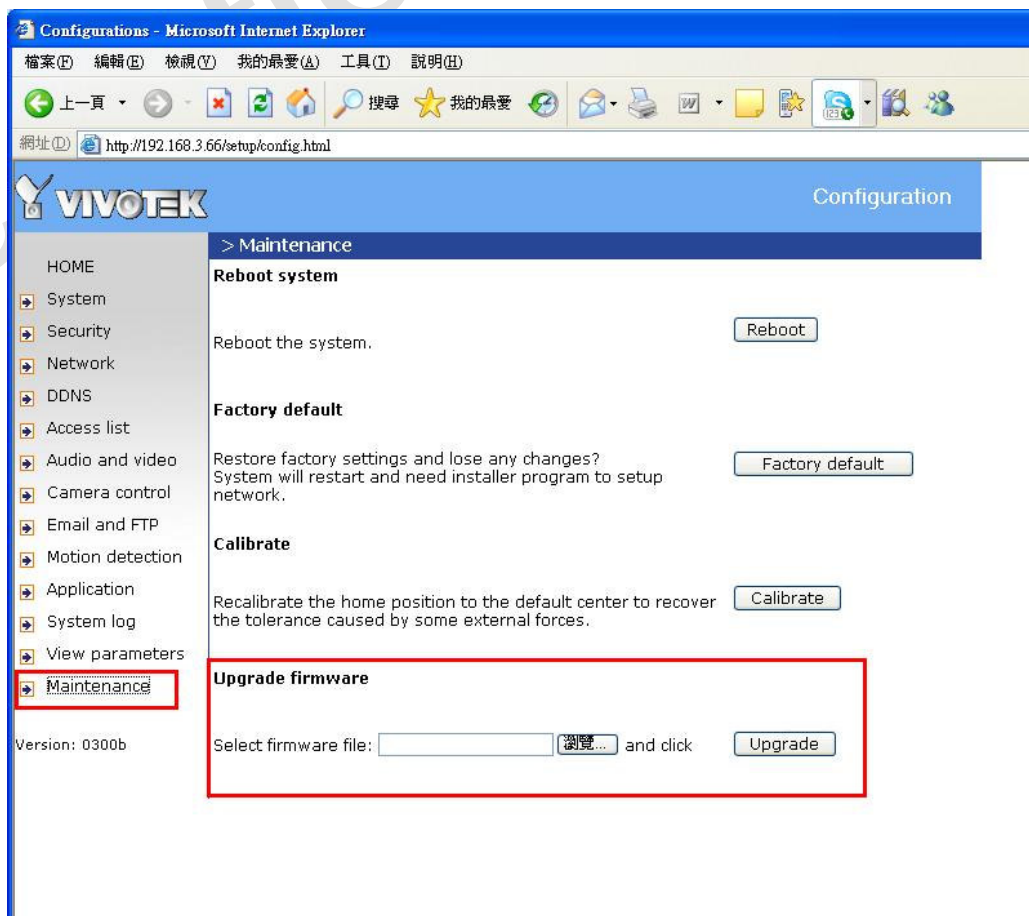 Configurations - Microsoft Internet Explorer
檔案(F) 編輯(E) 檢視(V) 我的最愛(A) 工具(T) 說明(H)
上一頁 搜尋 我的最愛
網址(D) http://192.168.3.66/setup/config.html
VIVOTEK
Configuration
> Maintenance
HOME
System
Security
Network
DDNS
Access list
Audio and video
Camera control
Email and FTP
Motion detection
Application
System log
View parameters
Maintenance
Version: 0300b
Reboot system
Reboot the system. Reboot
Factory default
Restore factory settings and lose any changes?
System will restart and need installer program to setup
network.
Factory default
Calibrate
Recalibrate the home position to the default center to recover
the tolerance caused by some external forces.
Calibrate
Upgrade firmware
Select firmware file: 瀏覽... and click Upgrade